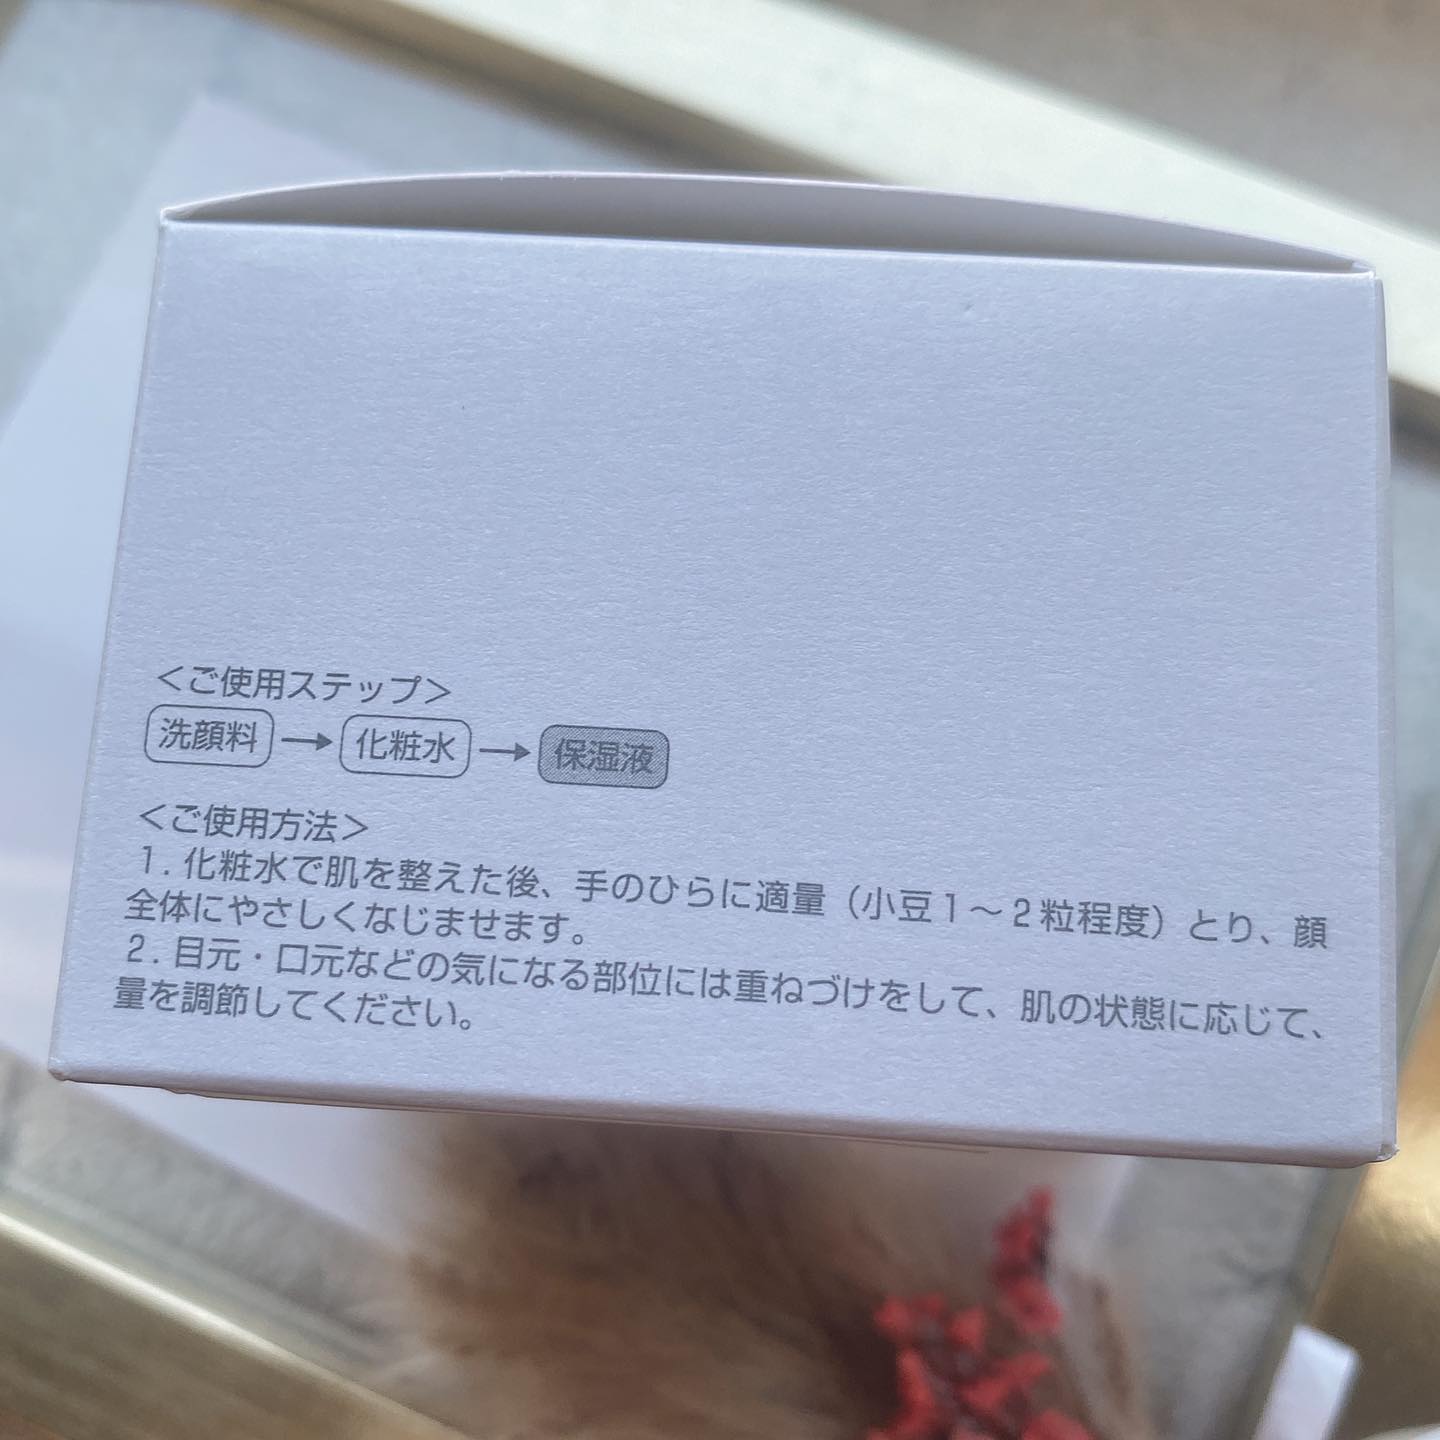 <ご使用ステップ>
洗顔料→化粧水→保湿液
<ご使用方法>
1. 化粧水で肌を整えた後、手のひらに適量（小豆1～2粒程度）とり、顔
全体にやさしくなじませます。
2. 目元・口元などの気になる部位には重ねづけをして、肌の状態に応じて、
量を調節してください。